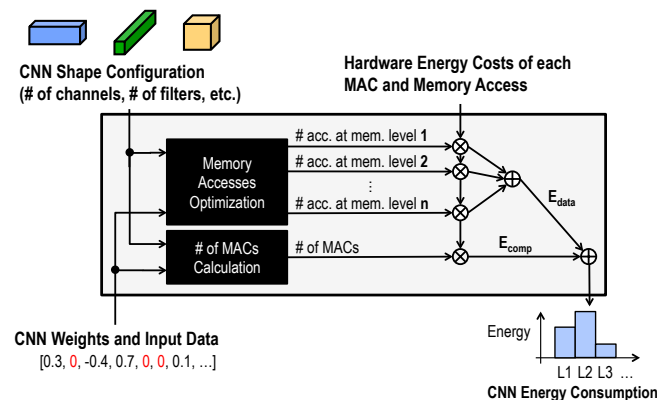 CNN Shape Configuration
(# of channels, # of filters, etc.)
Hardware Energy Costs of each
MAC and Memory Access
Memory
Accesses
Optimization
# acc. at mem. level 1
# acc. at mem. level 2
⋮
# acc. at mem. level n
# of MACs
Calculation
# of MACs
E_data
E_comp
CNN Weights and Input Data
[0.3, 0, -0.4, 0.7, 0, 0, 0.1, …]
Energy
L1 L2 L3 …
CNN Energy Consumption